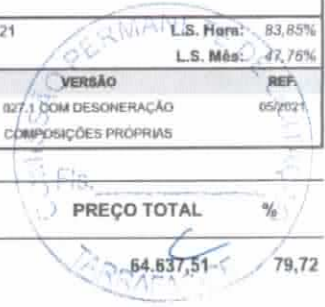 21 L.S. Hora: 83,85%
L.S. Mês: 47,76%
VERSÃO REF.
027.1 COM DESONERAÇÃO 05/2021
COMPOSIÇÕES PRÓPRIAS
Fls.
PREÇO TOTAL %
64.637,51 79,72